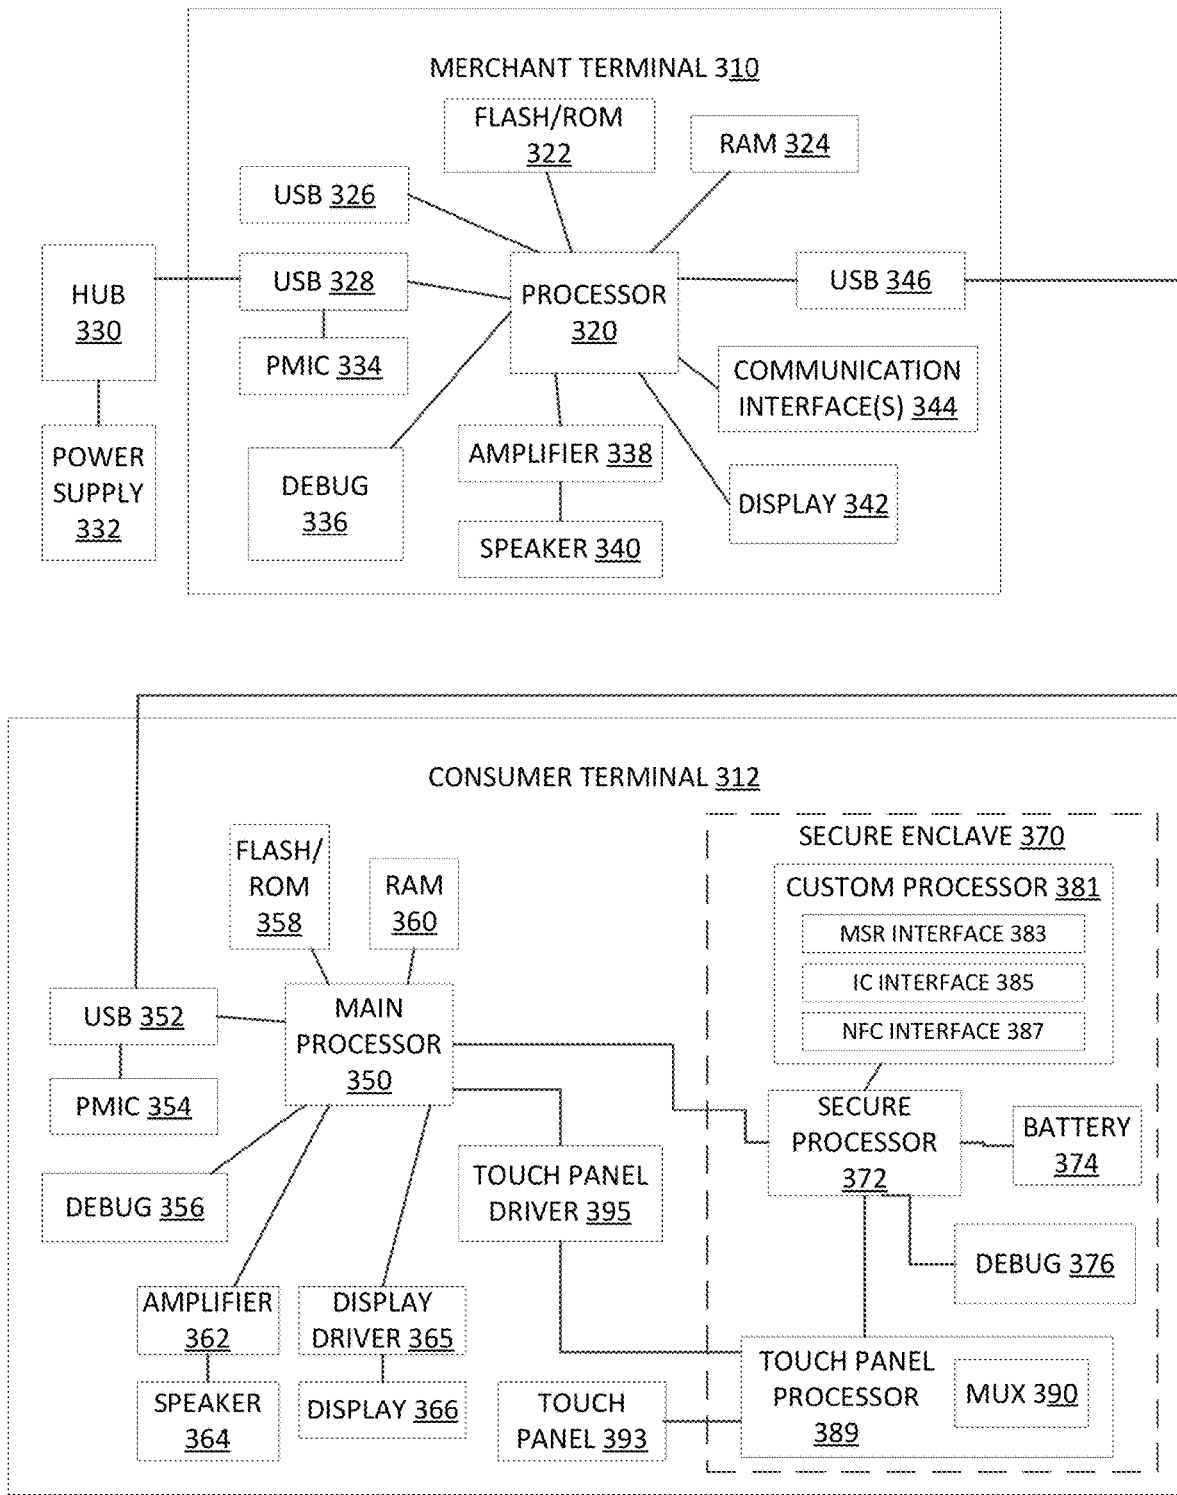 MERCHANT TERMINAL 310
FLASH/ROM
322
RAM 324
USB 326
HUB
330
USB 328
PROCESSOR
320
USB 346
PMIC 334
COMMUNICATION
INTERFACE(S) 344
POWER
SUPPLY
332
DEBUG
336
AMPLIFIER 338
DISPLAY 342
SPEAKER 340
CONSUMER TERMINAL 312
FLASH/
ROM
358
RAM
360
SECURE ENCLAVE 370
CUSTOM PROCESSOR 381
MSR INTERFACE 383
IC INTERFACE 385
NFC INTERFACE 387
USB 352
MAIN
PROCESSOR
350
PMIC 354
SECURE
PROCESSOR
372
BATTERY
374
DEBUG 356
TOUCH PANEL
DRIVER 395
DEBUG 376
AMPLIFIER
362
DISPLAY
DRIVER 365
SPEAKER
364
DISPLAY 366
TOUCH
PANEL 393
TOUCH PANEL
PROCESSOR
389
MUX 390